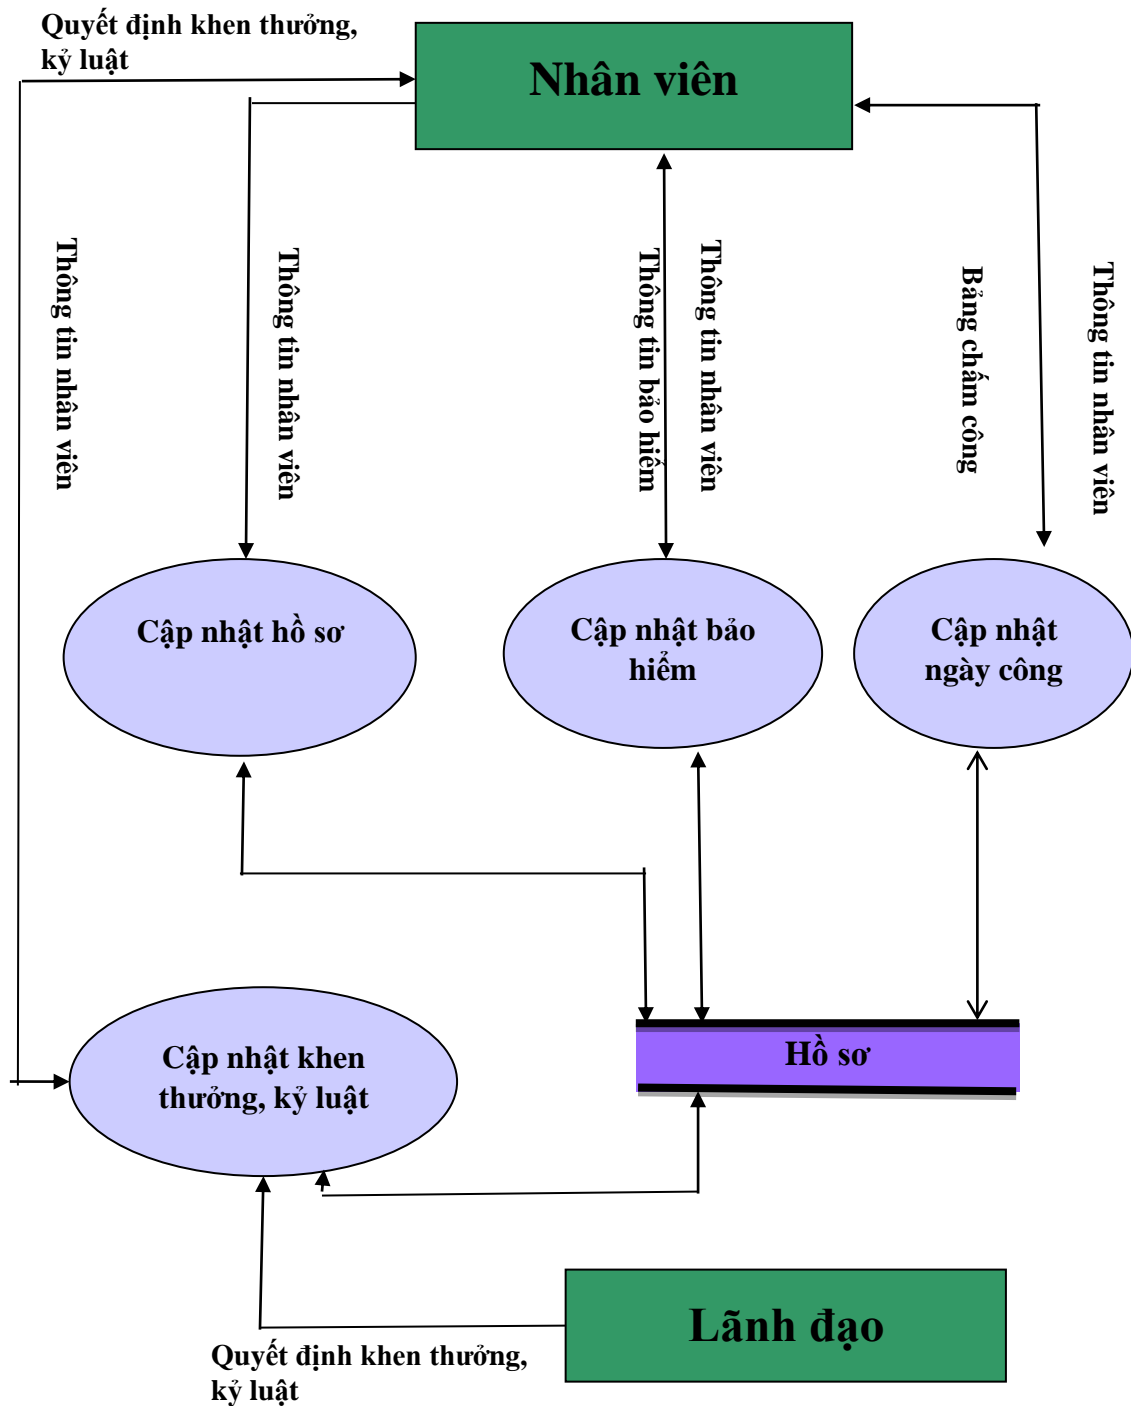 Quyết định khen thưởng,
kỷ luật
Nhân viên
Thông tin nhân viên
Thông tin nhân viên
Thông tin bảo hiểm
Thông tin nhân viên
Bảng chấm công
Thông tin nhân viên
Cập nhật hồ sơ
Cập nhật bảo
hiểm
Cập nhật
ngày công
Cập nhật khen
thưởng, kỷ luật
Hồ sơ
Lãnh đạo
Quyết định khen thưởng,
kỷ luật